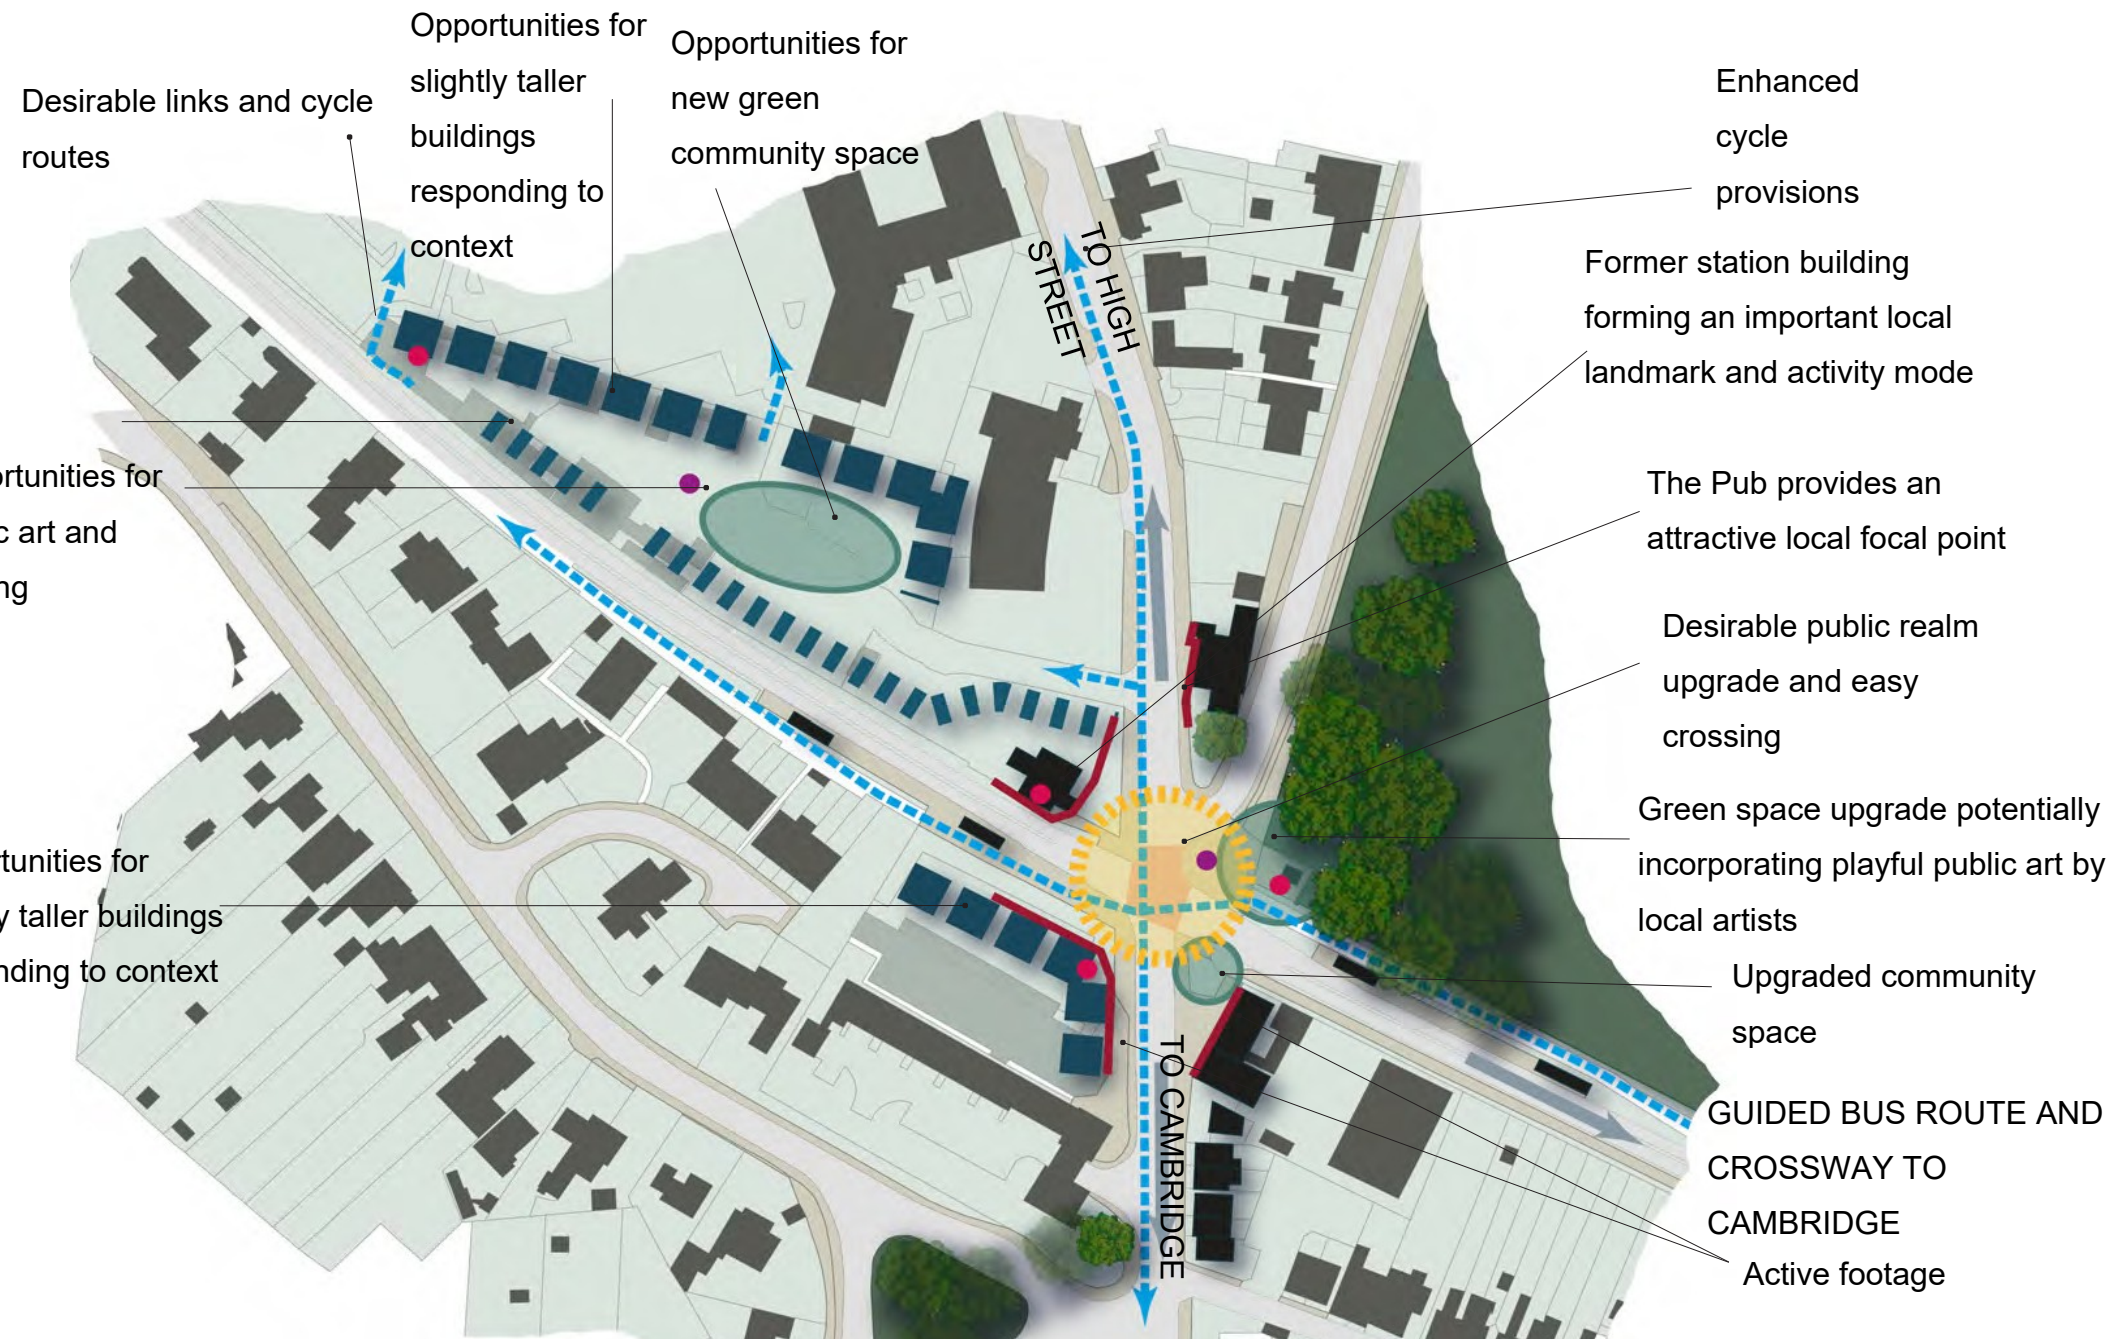 Opportunities for
slightly taller
buildings
responding to
context
Opportunities for
new green
community space
Desirable links and cycle
routes
Enhanced
cycle
provisions
TO HIGH
STREET
Former station building
forming an important local
landmark and activity mode
The Pub provides an
attractive local focal point
ortunities for
c art and
ng
Desirable public realm
upgrade and easy
crossing
Green space upgrade potentially
incorporating playful public art by
local artists
rtunities for
y taller buildings
nding to context
Upgraded community
space
TO CAMBRIDGE
GUIDED BUS ROUTE AND
CROSSWAY TO
CAMBRIDGE
Active footage